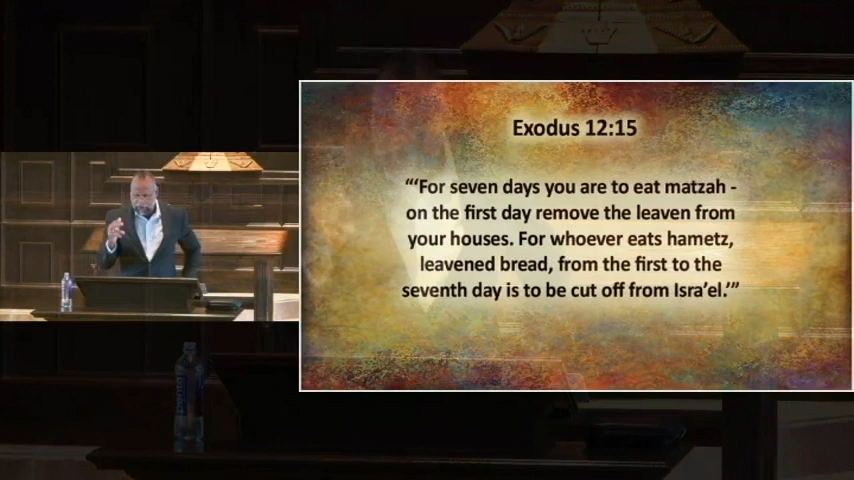 Exodus 12:15
“‘For seven days you are to eat matzah -
on the first day remove the leaven from
your houses. For whoever eats hametz,
leavened bread, from the first to the
seventh day is to be cut off from Isra’el.’”